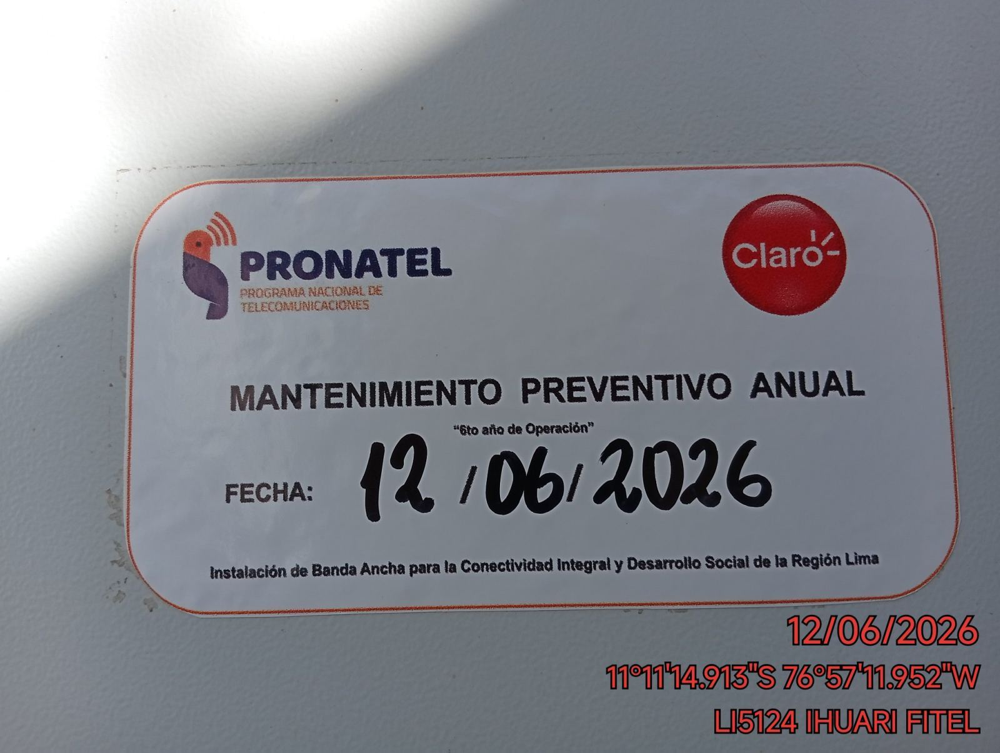 PRONATEL
PROGRAMA NACIONAL DE
TELECOMUNICACIONES
Claro
MANTENIMIENTO PREVENTIVO ANUAL
“6to año de Operación”
FECHA: 12/06/2026
Instalación de Banda Ancha para la Conectividad Integral y Desarrollo Social de la Región Lima
12/06/2026
11°11'14.913"S 76°57'11.952"W
LI5124 IHUARI FITEL